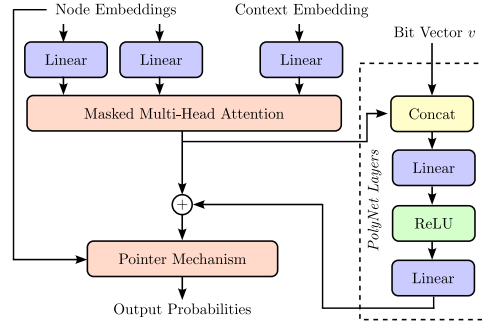 Node Embeddings
Context Embedding
Bit Vector v
Linear
Linear
Linear
Masked Multi-Head Attention
Concat
PolyNet Layers
Linear
+
ReLU
Pointer Mechanism
Linear
Output Probabilities